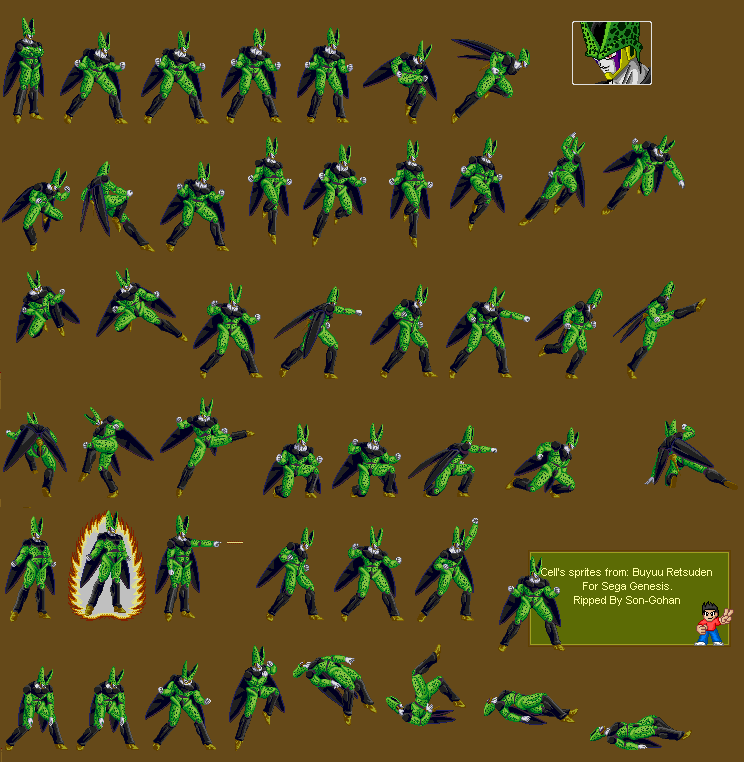 Cell's sprites from: Buyuu Retsuden
For Sega Genesis.
Ripped By Son-Gohan